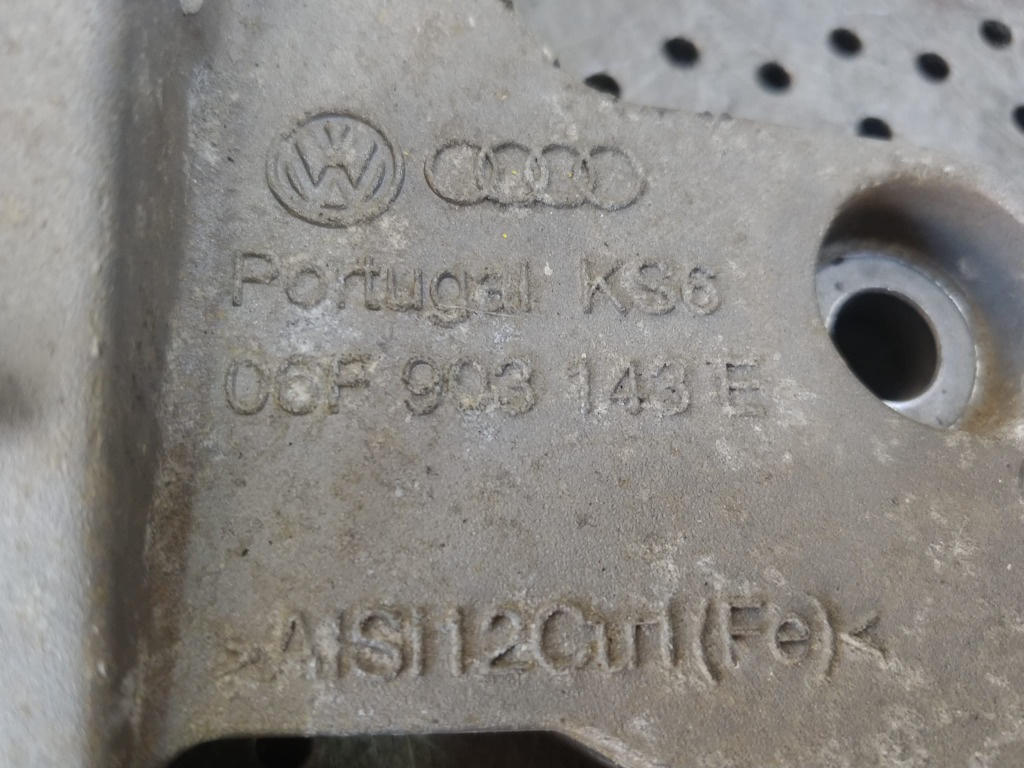 Portugal KS6
06F 903 143 E
>AlSi12Cu1(Fe)<